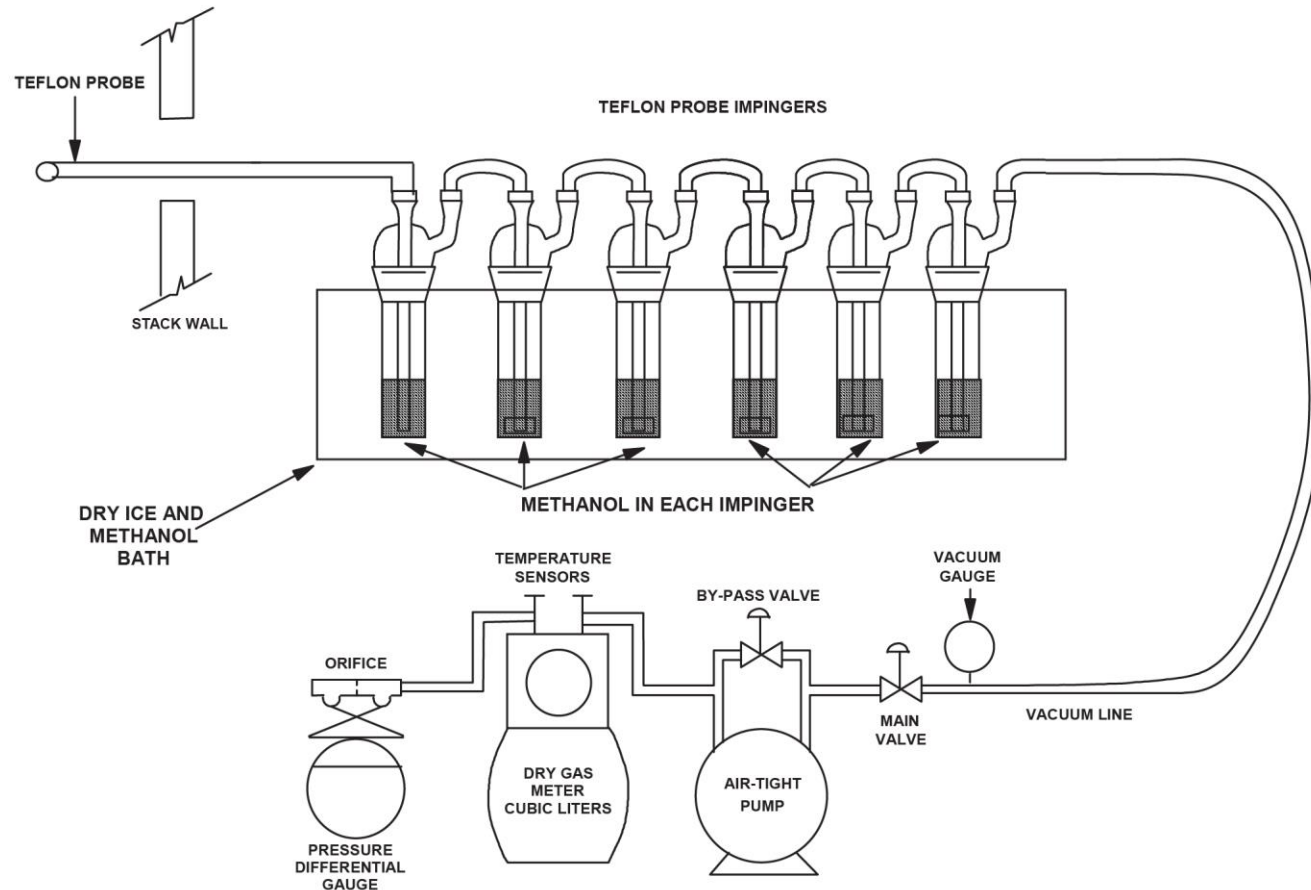 TEFLON PROBE
TEFLON PROBE IMPINGERS
STACK WALL
METHANOL IN EACH IMPINGER
DRY ICE AND
METHANOL
BATH
TEMPERATURE
SENSORS
BY-PASS VALVE
VACUUM
GAUGE
ORIFICE
MAIN
VALVE
VACUUM LINE
DRY GAS
METER
CUBIC LITERS
AIR-TIGHT
PUMP
PRESSURE
DIFFERENTIAL
GAUGE